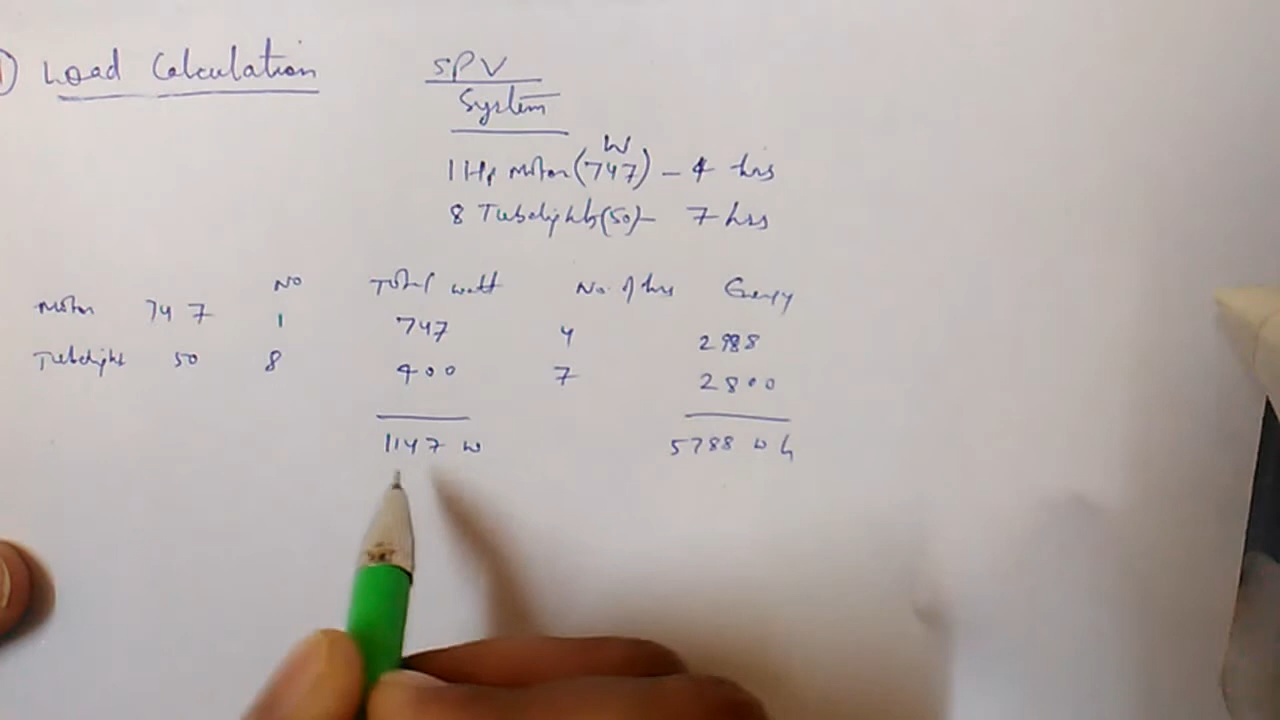 1) Load Calculation
SPV
System
W
1 Hp Motor (747) – 4 hrs
8 Tubelights (50) – 7 hrs
No Total watt No. of hrs Energy
Motor 747 1 747 4 2988
Tubelight 50 8 400 7 2800
1147 w 5788 wh